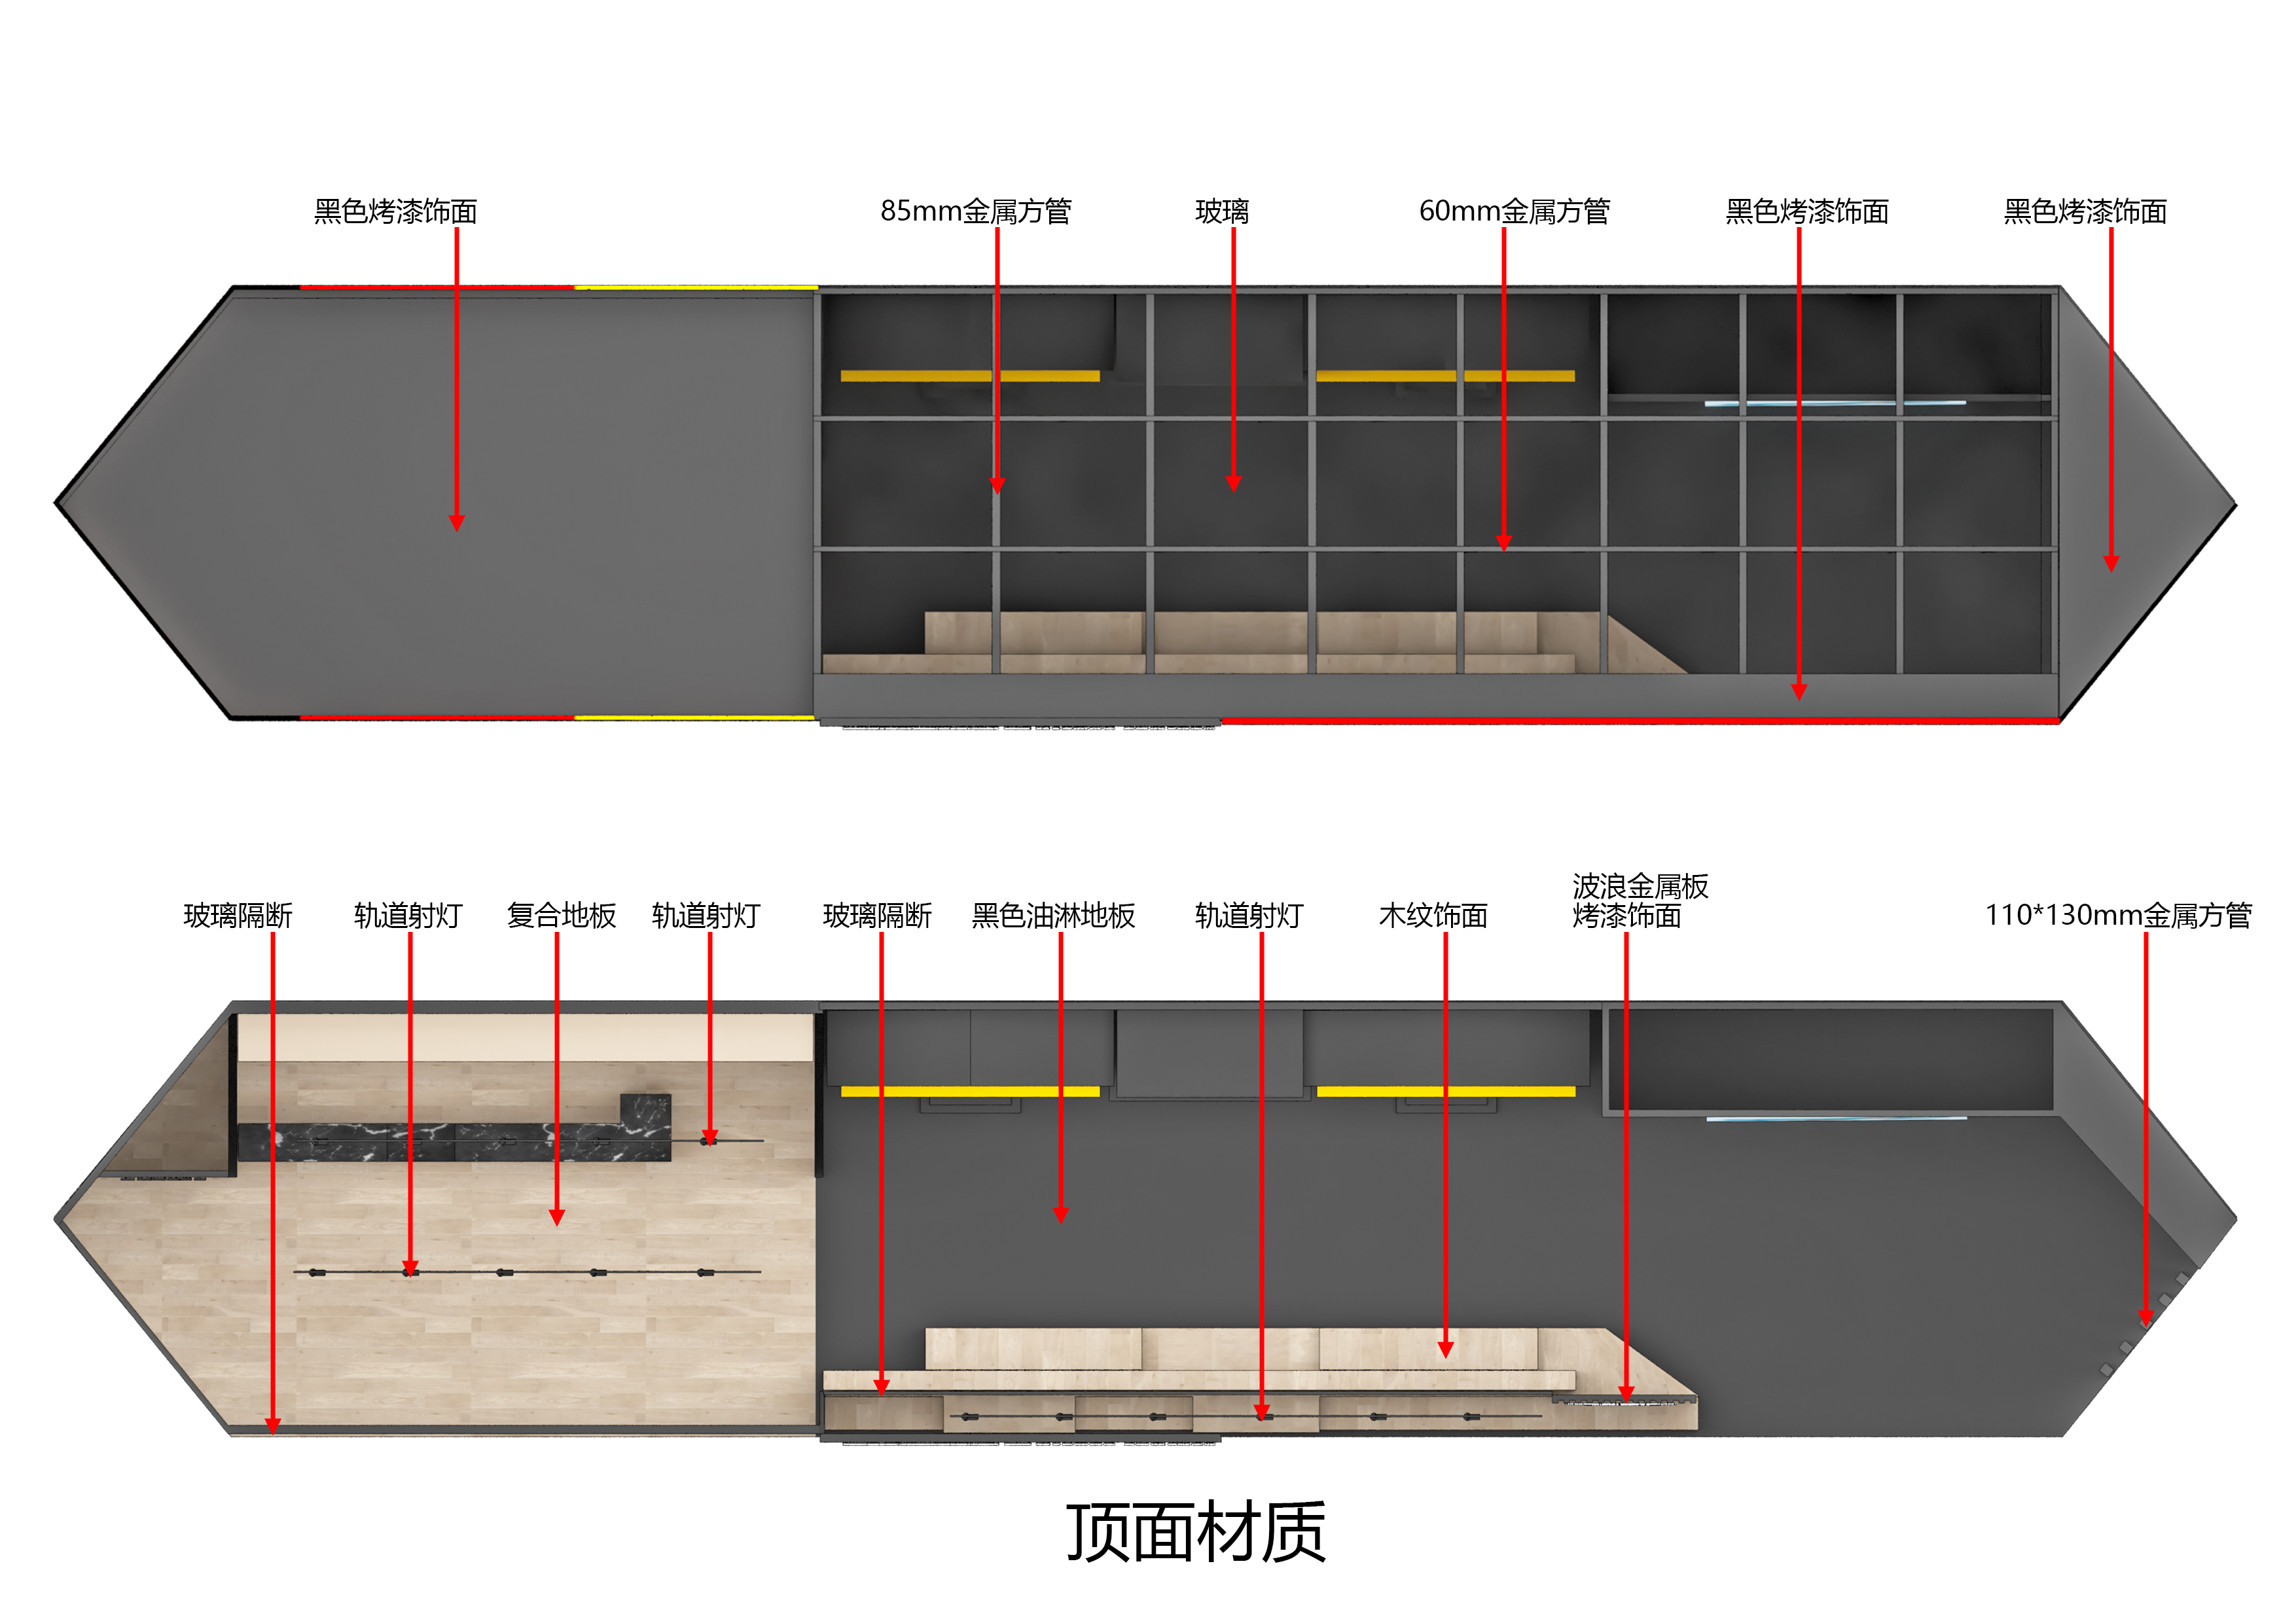 黑色烤漆饰面
85mm金属方管
玻璃
60mm金属方管
黑色烤漆饰面
黑色烤漆饰面
玻璃隔断
轨道射灯
复合地板
轨道射灯
玻璃隔断
黑色油淋地板
轨道射灯
木纹饰面
波浪金属板
烤漆饰面
110*130mm金属方管
顶面材质